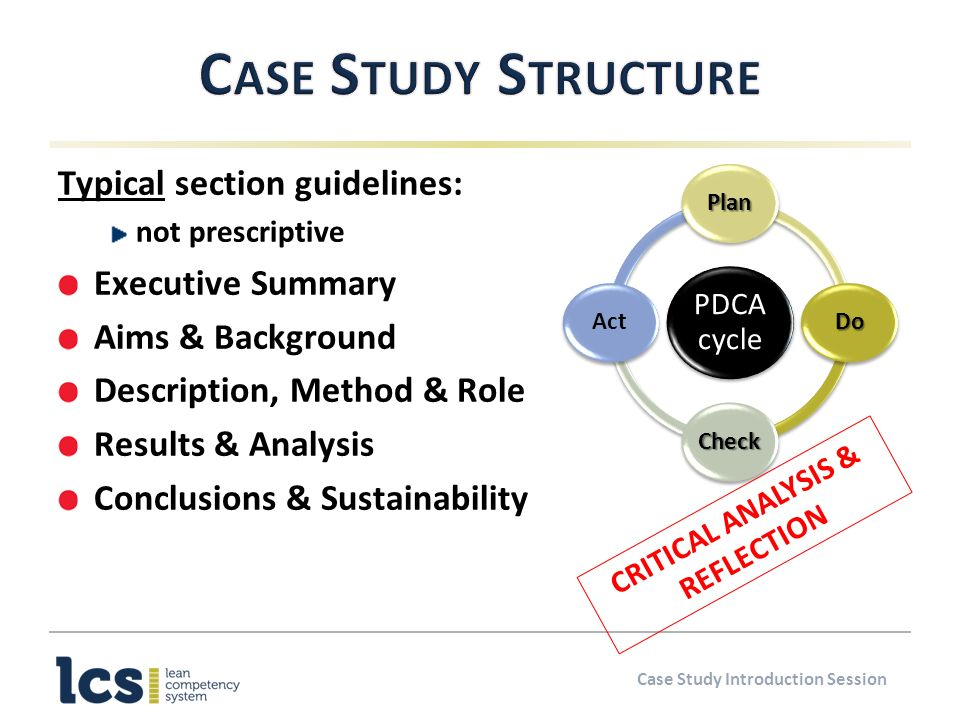 CASE STUDY STRUCTURE
Typical section guidelines:
not prescriptive
Executive Summary
Aims & Background
Description, Method & Role
Results & Analysis
Conclusions & Sustainability
Plan
Act
PDCA
cycle
Do
Check
CRITICAL ANALYSIS &
REFLECTION
lcs
lean
competency
system
Case Study Introduction Session